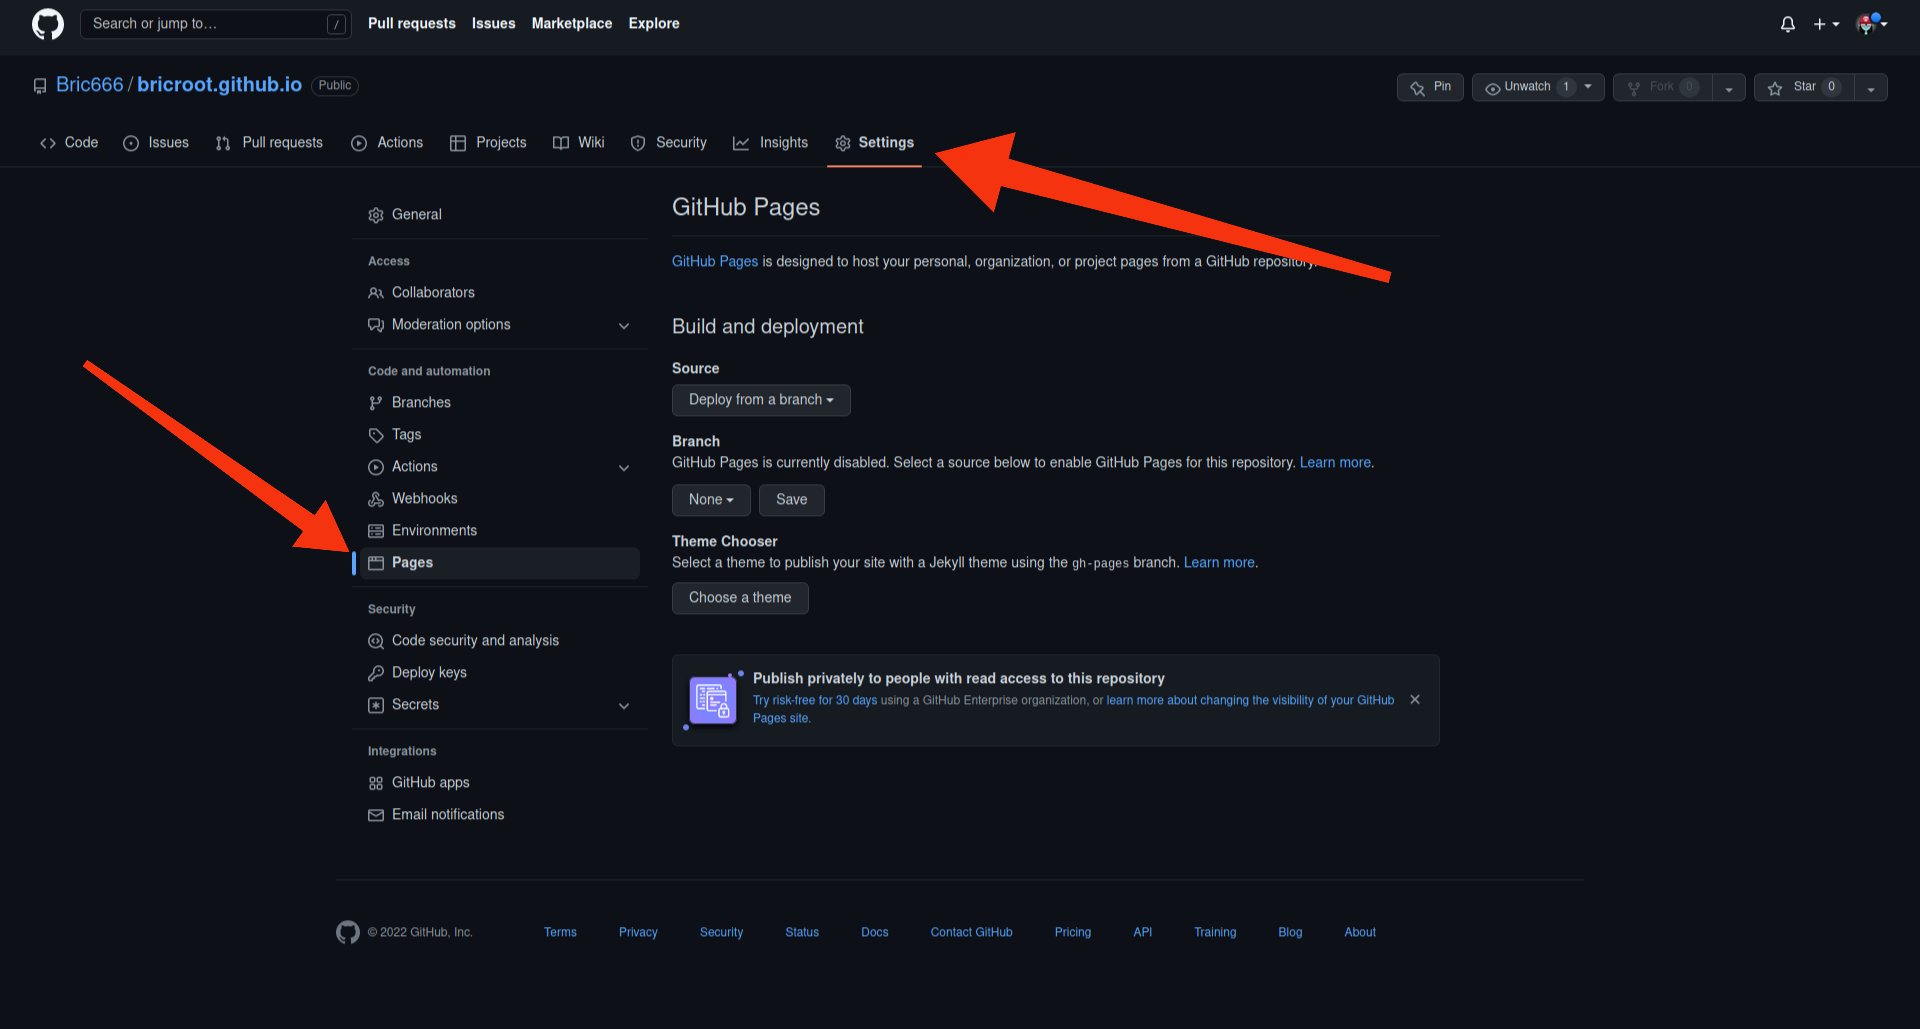 Search or jump to… /
Pull requests Issues Marketplace Explore
Bric666 / bricroot.github.io Public
Pin Unwatch 1 Fork 0 Star 0
Code Issues Pull requests Actions Projects Wiki Security Insights Settings
General
Access
Collaborators
Moderation options
Code and automation
Branches
Tags
Actions
Webhooks
Environments
Pages
Security
Code security and analysis
Deploy keys
Secrets
Integrations
GitHub apps
Email notifications
GitHub Pages
GitHub Pages is designed to host your personal, organization, or project pages from a GitHub repository.
Build and deployment
Source
Deploy from a branch
Branch
GitHub Pages is currently disabled. Select a source below to enable GitHub Pages for this repository. Learn more.
None Save
Theme Chooser
Select a theme to publish your site with a Jekyll theme using the gh-pages branch. Learn more.
Choose a theme
Publish privately to people with read access to this repository
Try risk-free for 30 days using a GitHub Enterprise organization, or learn more about changing the visibility of your GitHub
Pages site.
© 2022 GitHub, Inc. Terms Privacy Security Status Docs Contact GitHub Pricing API Training Blog About